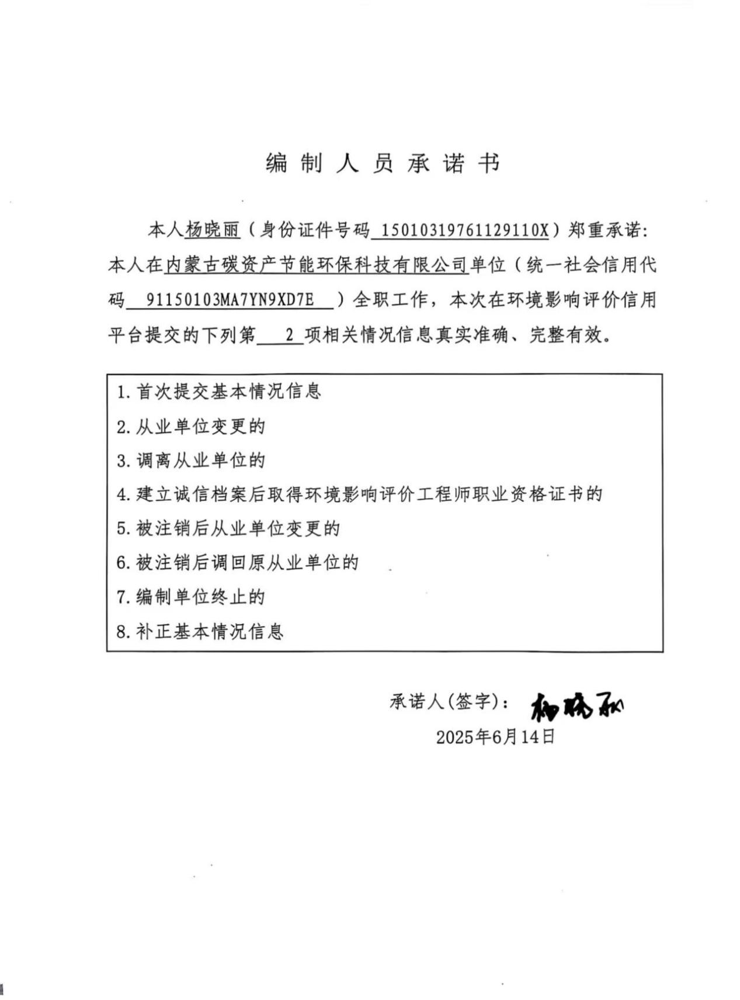 编制人员承诺书
本人杨晓丽（身份证件号码 15010319761129110X）郑重承诺：
本人在内蒙古碳资产节能环保科技有限公司单位（统一社会信用代
码 91150103MA7YN9XD7E ）全职工作，本次在环境影响评价信用
平台提交的下列第 2 项相关情况信息真实准确、完整有效。
1. 首次提交基本情况信息
2. 从业单位变更的
3. 调离从业单位的
4. 建立诚信档案后取得环境影响评价工程师职业资格证书的
5. 被注销后从业单位变更的
6. 被注销后调回原从业单位的
7. 编制单位终止的
8. 补正基本情况信息
承诺人(签字)： 杨晓丽
2025年6月14日